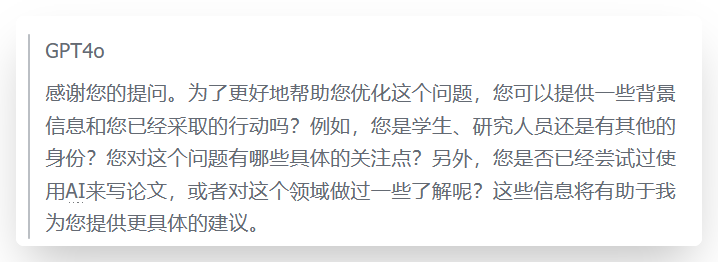 GPT4o
感谢您的提问。为了更好地帮助您优化这个问题，您可以提供一些背景
信息和您已经采取的行动吗？例如，您是学生、研究人员还是有其他的
身份？您对这个问题有哪些具体的关注点？另外，您是否已经尝试过使
用AI来写论文，或者对这个领域做过一些了解呢？这些信息将有助于我
为您提供更具体的建议。